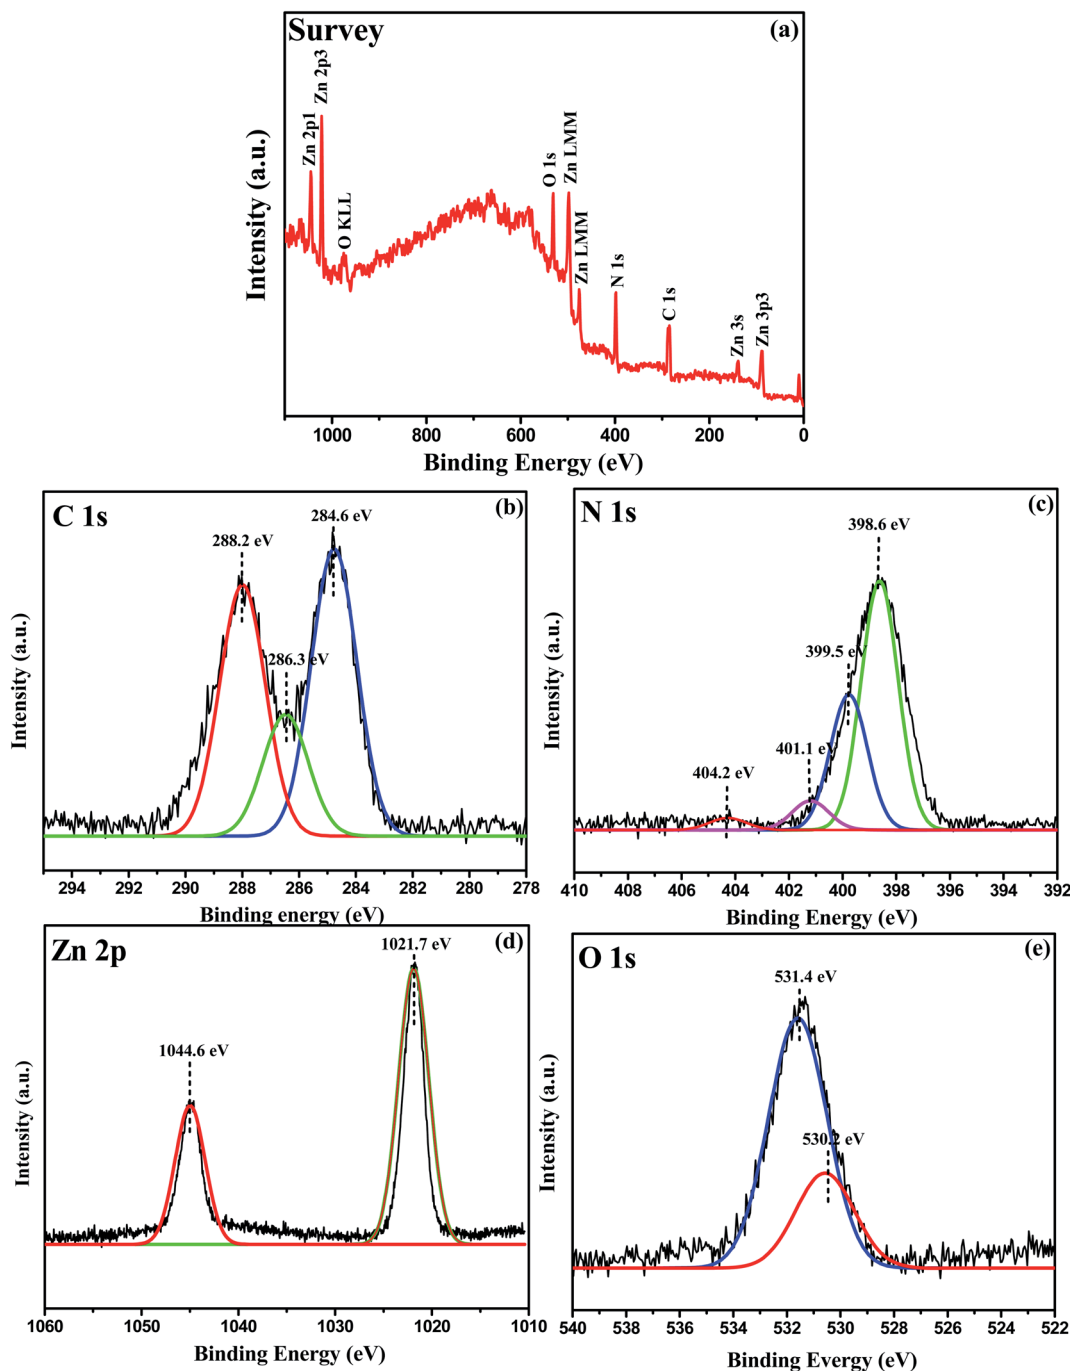 Survey
(a)
Zn 2p1
Zn 2p3
O KLL
O 1s
Zn LMM
Zn LMM
N 1s
C 1s
Zn 3s
Zn 3p3
Intensity (a.u.)
1000 800 600 400 200 0
Binding Energy (eV)
C 1s
(b)
288.2 eV
286.3 eV
284.6 eV
Intensity (a.u.)
294 292 290 288 286 284 282 280 278
Binding energy (eV)
N 1s
(c)
398.6 eV
399.5 eV
401.1 eV
404.2 eV
Intensity (a.u.)
410 408 406 404 402 400 398 396 394 392
Binding Energy (eV)
Zn 2p
(d)
1021.7 eV
1044.6 eV
Intensity (a.u.)
1060 1050 1040 1030 1020 1010
Binding Energy (eV)
O 1s
(e)
531.4 eV
530.2 eV
Intensity (a.u.)
540 538 536 534 532 530 528 526 524 522
Binding Evergy (eV)